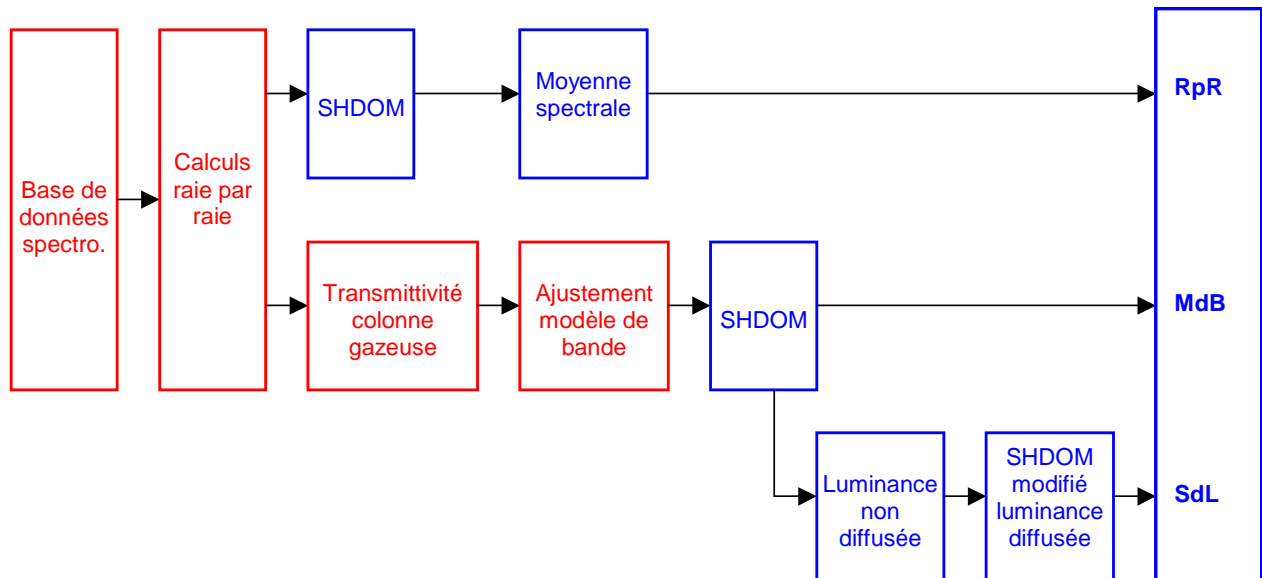 Base de
données
spectro.
Calculs
raie par
raie
SHDOM
Moyenne
spectrale
RpR
Transmittivité
colonne
gazeuse
Ajustement
modèle de
bande
SHDOM
MdB
Luminance
non
diffusée
SHDOM
modifié
luminance
diffusée
SdL